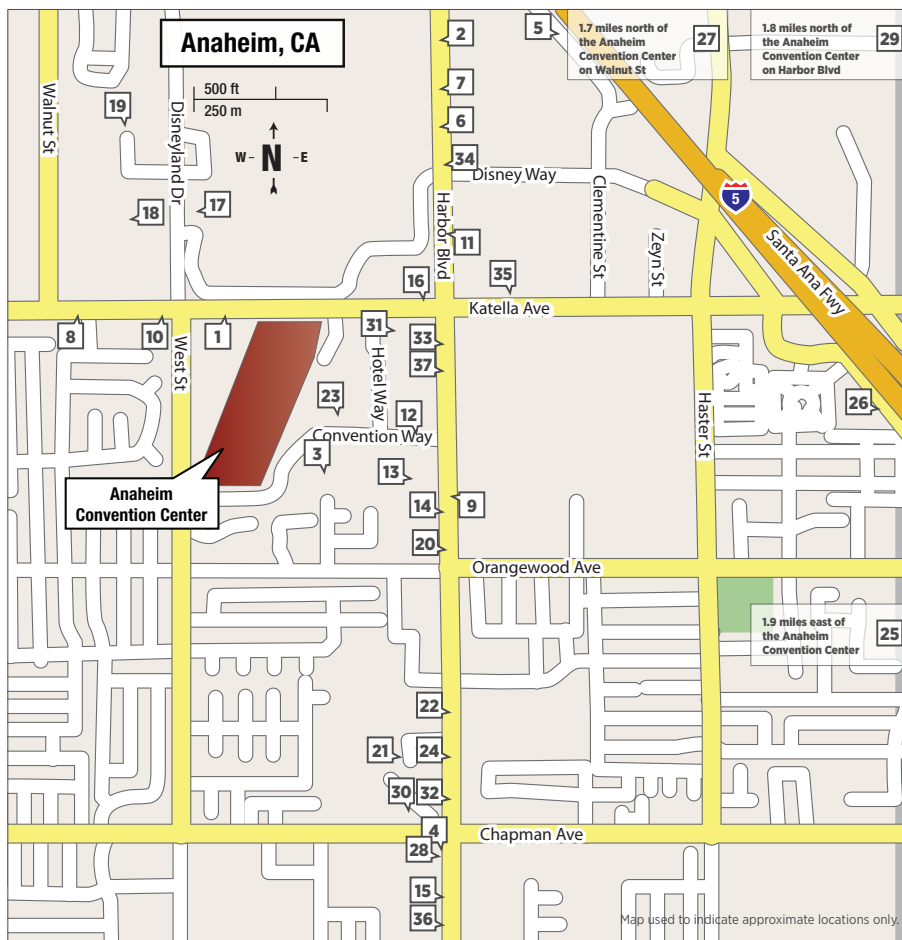 Anaheim, CA
500 ft
250 m
W
N
E
Walnut St
Disneyland Dr
Harbor Blvd
Disney Way
Clementine St
Zeyn St
5
Santa Ana Fwy
Katella Ave
West St
Hotel Way
Convention Way
Haster St
Anaheim
Convention Center
Orangewood Ave
Chapman Ave
1.7 miles north of
the Anaheim
Convention Center
on Walnut St
27
1.8 miles north of
the Anaheim
Convention Center
on Harbor Blvd
29
1.9 miles east of
the Anaheim
Convention Center
25
2
5
7
19
6
34
18
17
11
16
35
8
10
1
31
33
37
23
12
26
3
13
14
9
20
22
21
24
30
32
4
28
15
36
Map used to indicate approximate locations only.